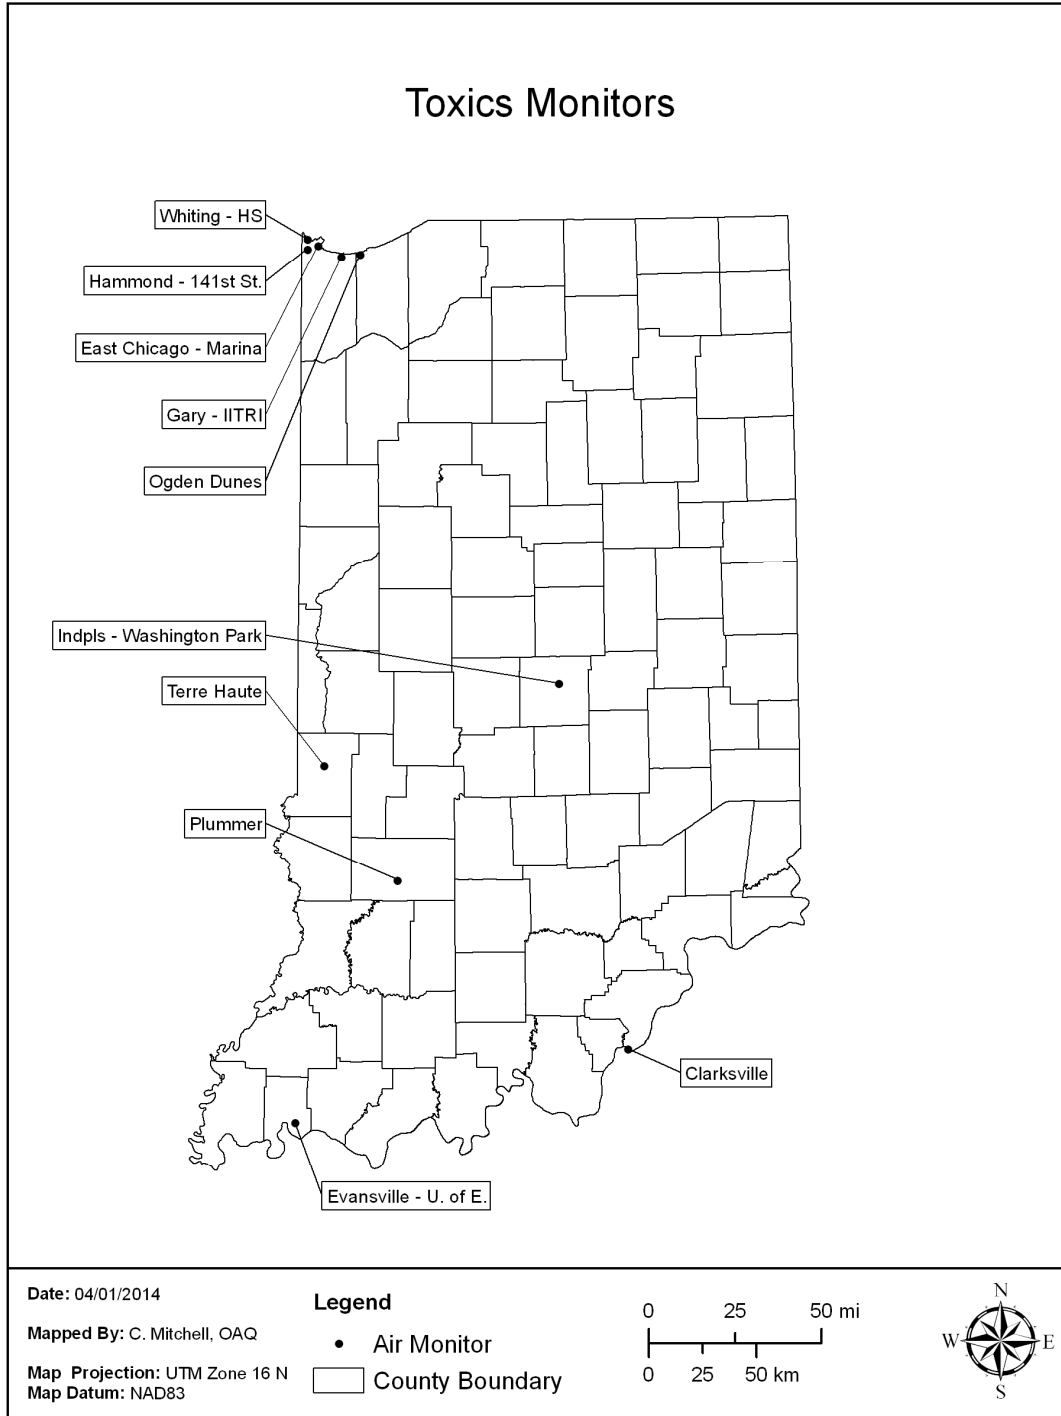 Toxics Monitors
Whiting - HS
Hammond - 141st St.
East Chicago - Marina
Gary - IITRI
Ogden Dunes
Indpls - Washington Park
Terre Haute
Plummer
Clarksville
Evansville - U. of E.
Date: 04/01/2014
Mapped By: C. Mitchell, OAQ
Map Projection: UTM Zone 16 N
Map Datum: NAD83
Legend
Air Monitor
County Boundary
0 25 50 mi
0 25 50 km
N
W E
S